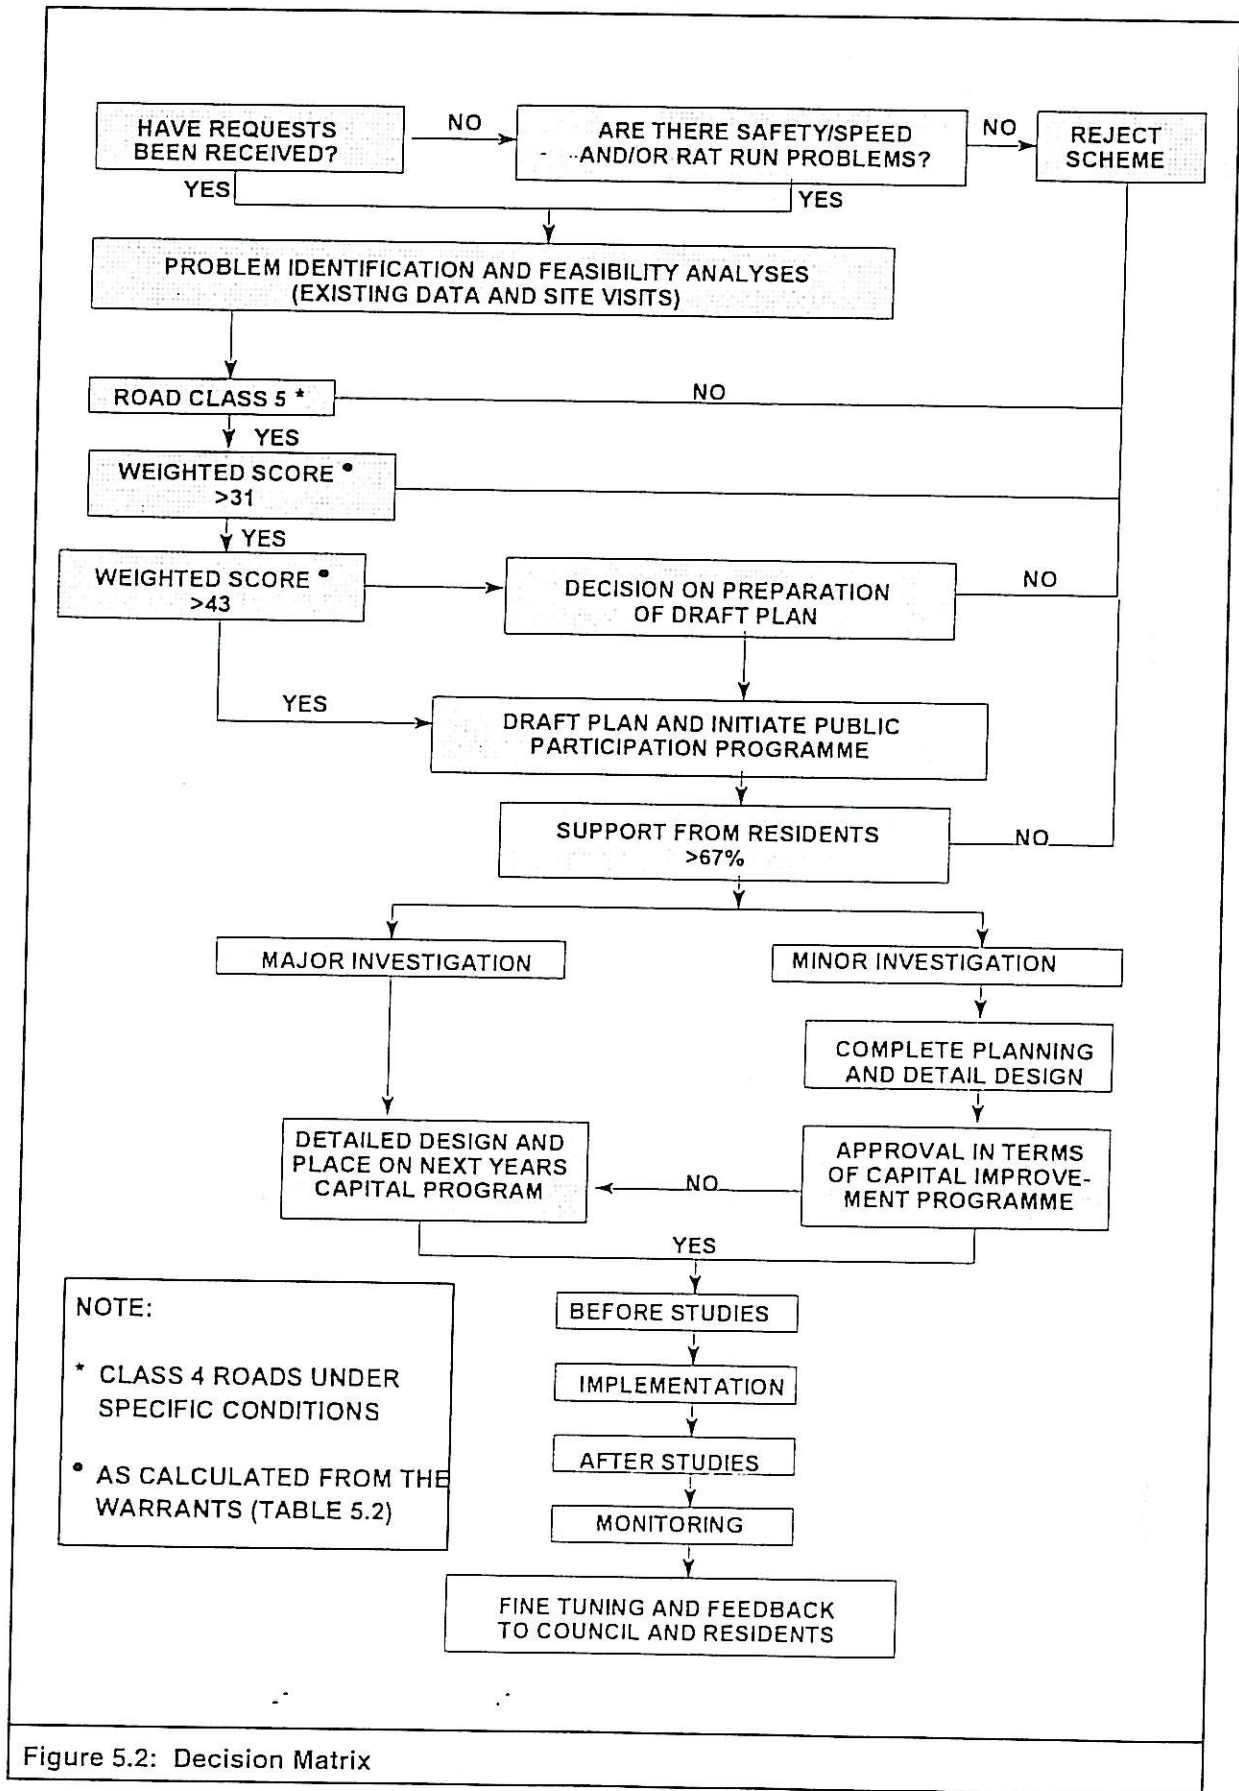 HAVE REQUESTS
BEEN RECEIVED?
NO
ARE THERE SAFETY/SPEED
AND/OR RAT RUN PROBLEMS?
NO
REJECT
SCHEME
YES
YES
PROBLEM IDENTIFICATION AND FEASIBILITY ANALYSES
(EXISTING DATA AND SITE VISITS)
ROAD CLASS 5 *
NO
YES
WEIGHTED SCORE •
>31
YES
WEIGHTED SCORE •
>43
DECISION ON PREPARATION
OF DRAFT PLAN
NO
YES
DRAFT PLAN AND INITIATE PUBLIC
PARTICIPATION PROGRAMME
SUPPORT FROM RESIDENTS
>67%
NO
MAJOR INVESTIGATION
MINOR INVESTIGATION
COMPLETE PLANNING
AND DETAIL DESIGN
DETAILED DESIGN AND
PLACE ON NEXT YEARS
CAPITAL PROGRAM
NO
APPROVAL IN TERMS
OF CAPITAL IMPROVE-
MENT PROGRAMME
YES
BEFORE STUDIES
IMPLEMENTATION
AFTER STUDIES
MONITORING
FINE TUNING AND FEEDBACK
TO COUNCIL AND RESIDENTS
NOTE:
* CLASS 4 ROADS UNDER
SPECIFIC CONDITIONS
• AS CALCULATED FROM THE
WARRANTS (TABLE 5.2)
Figure 5.2: Decision Matrix